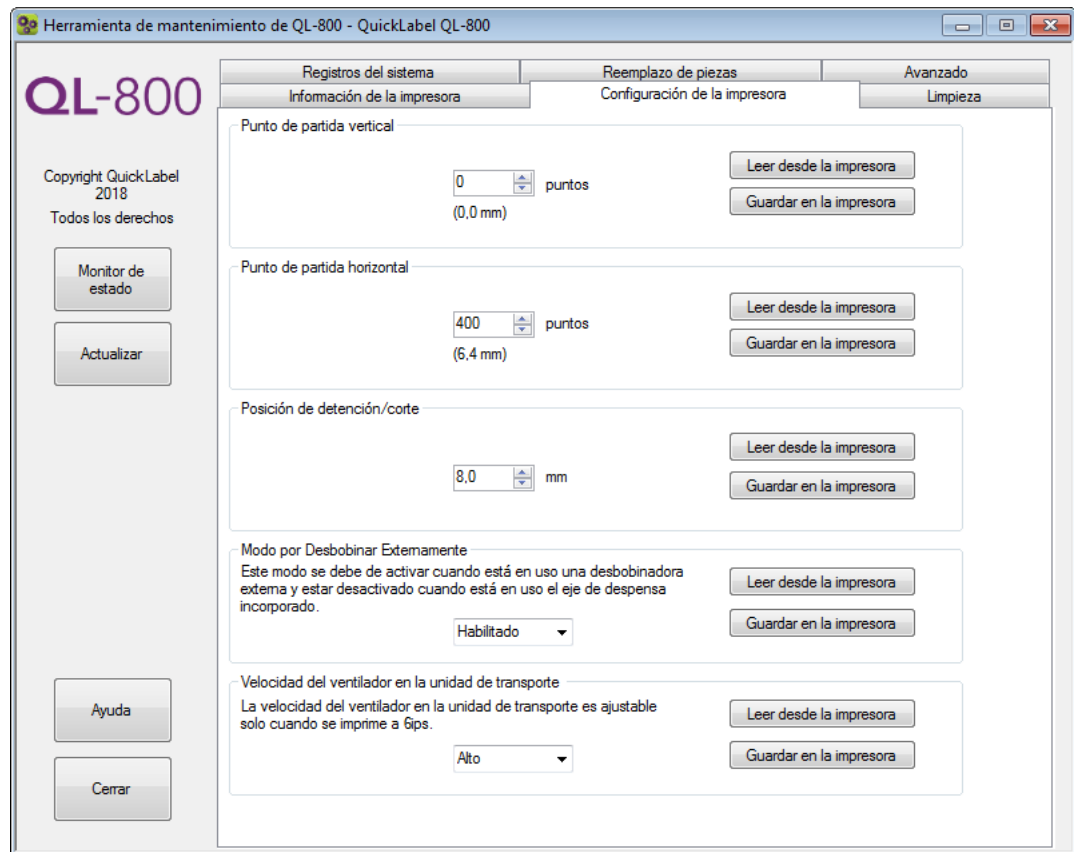 Herramienta de mantenimiento de QL-800 - QuickLabel QL-800
QL-800
Copyright QuickLabel
2018
Todos los derechos
Monitor de
estado
Actualizar
Ayuda
Cerrar
Registros del sistema
Reemplazo de piezas
Avanzado
Información de la impresora
Configuración de la impresora
Limpieza
Punto de partida vertical
0 puntos
(0,0 mm)
Leer desde la impresora
Guardar en la impresora
Punto de partida horizontal
400 puntos
(6,4 mm)
Leer desde la impresora
Guardar en la impresora
Posición de detención/corte
8,0 mm
Leer desde la impresora
Guardar en la impresora
Modo por Desbobinar Externamente
Este modo se debe de activar cuando está en uso una desbobinadora
externa y estar desactivado cuando está en uso el eje de despensa
incorporado.
Habilitado
Leer desde la impresora
Guardar en la impresora
Velocidad del ventilador en la unidad de transporte
La velocidad del ventilador en la unidad de transporte es ajustable
solo cuando se imprime a 6ips.
Alto
Leer desde la impresora
Guardar en la impresora